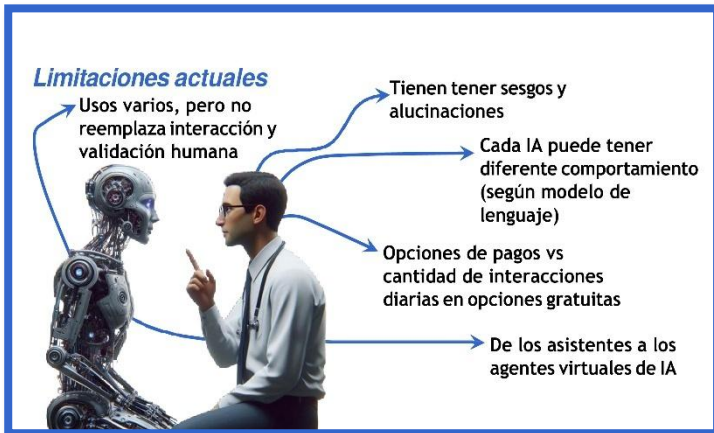 Limitaciones actuales
Usos varios, pero no
reemplaza interacción y
validación humana
Tienen tener sesgos y
alucinaciones
Cada IA puede tener
diferente comportamiento
(según modelo de
lenguaje)
Opciones de pagos vs
cantidad de interacciones
diarias en opciones gratuitas
De los asistentes a los
agentes virtuales de IA